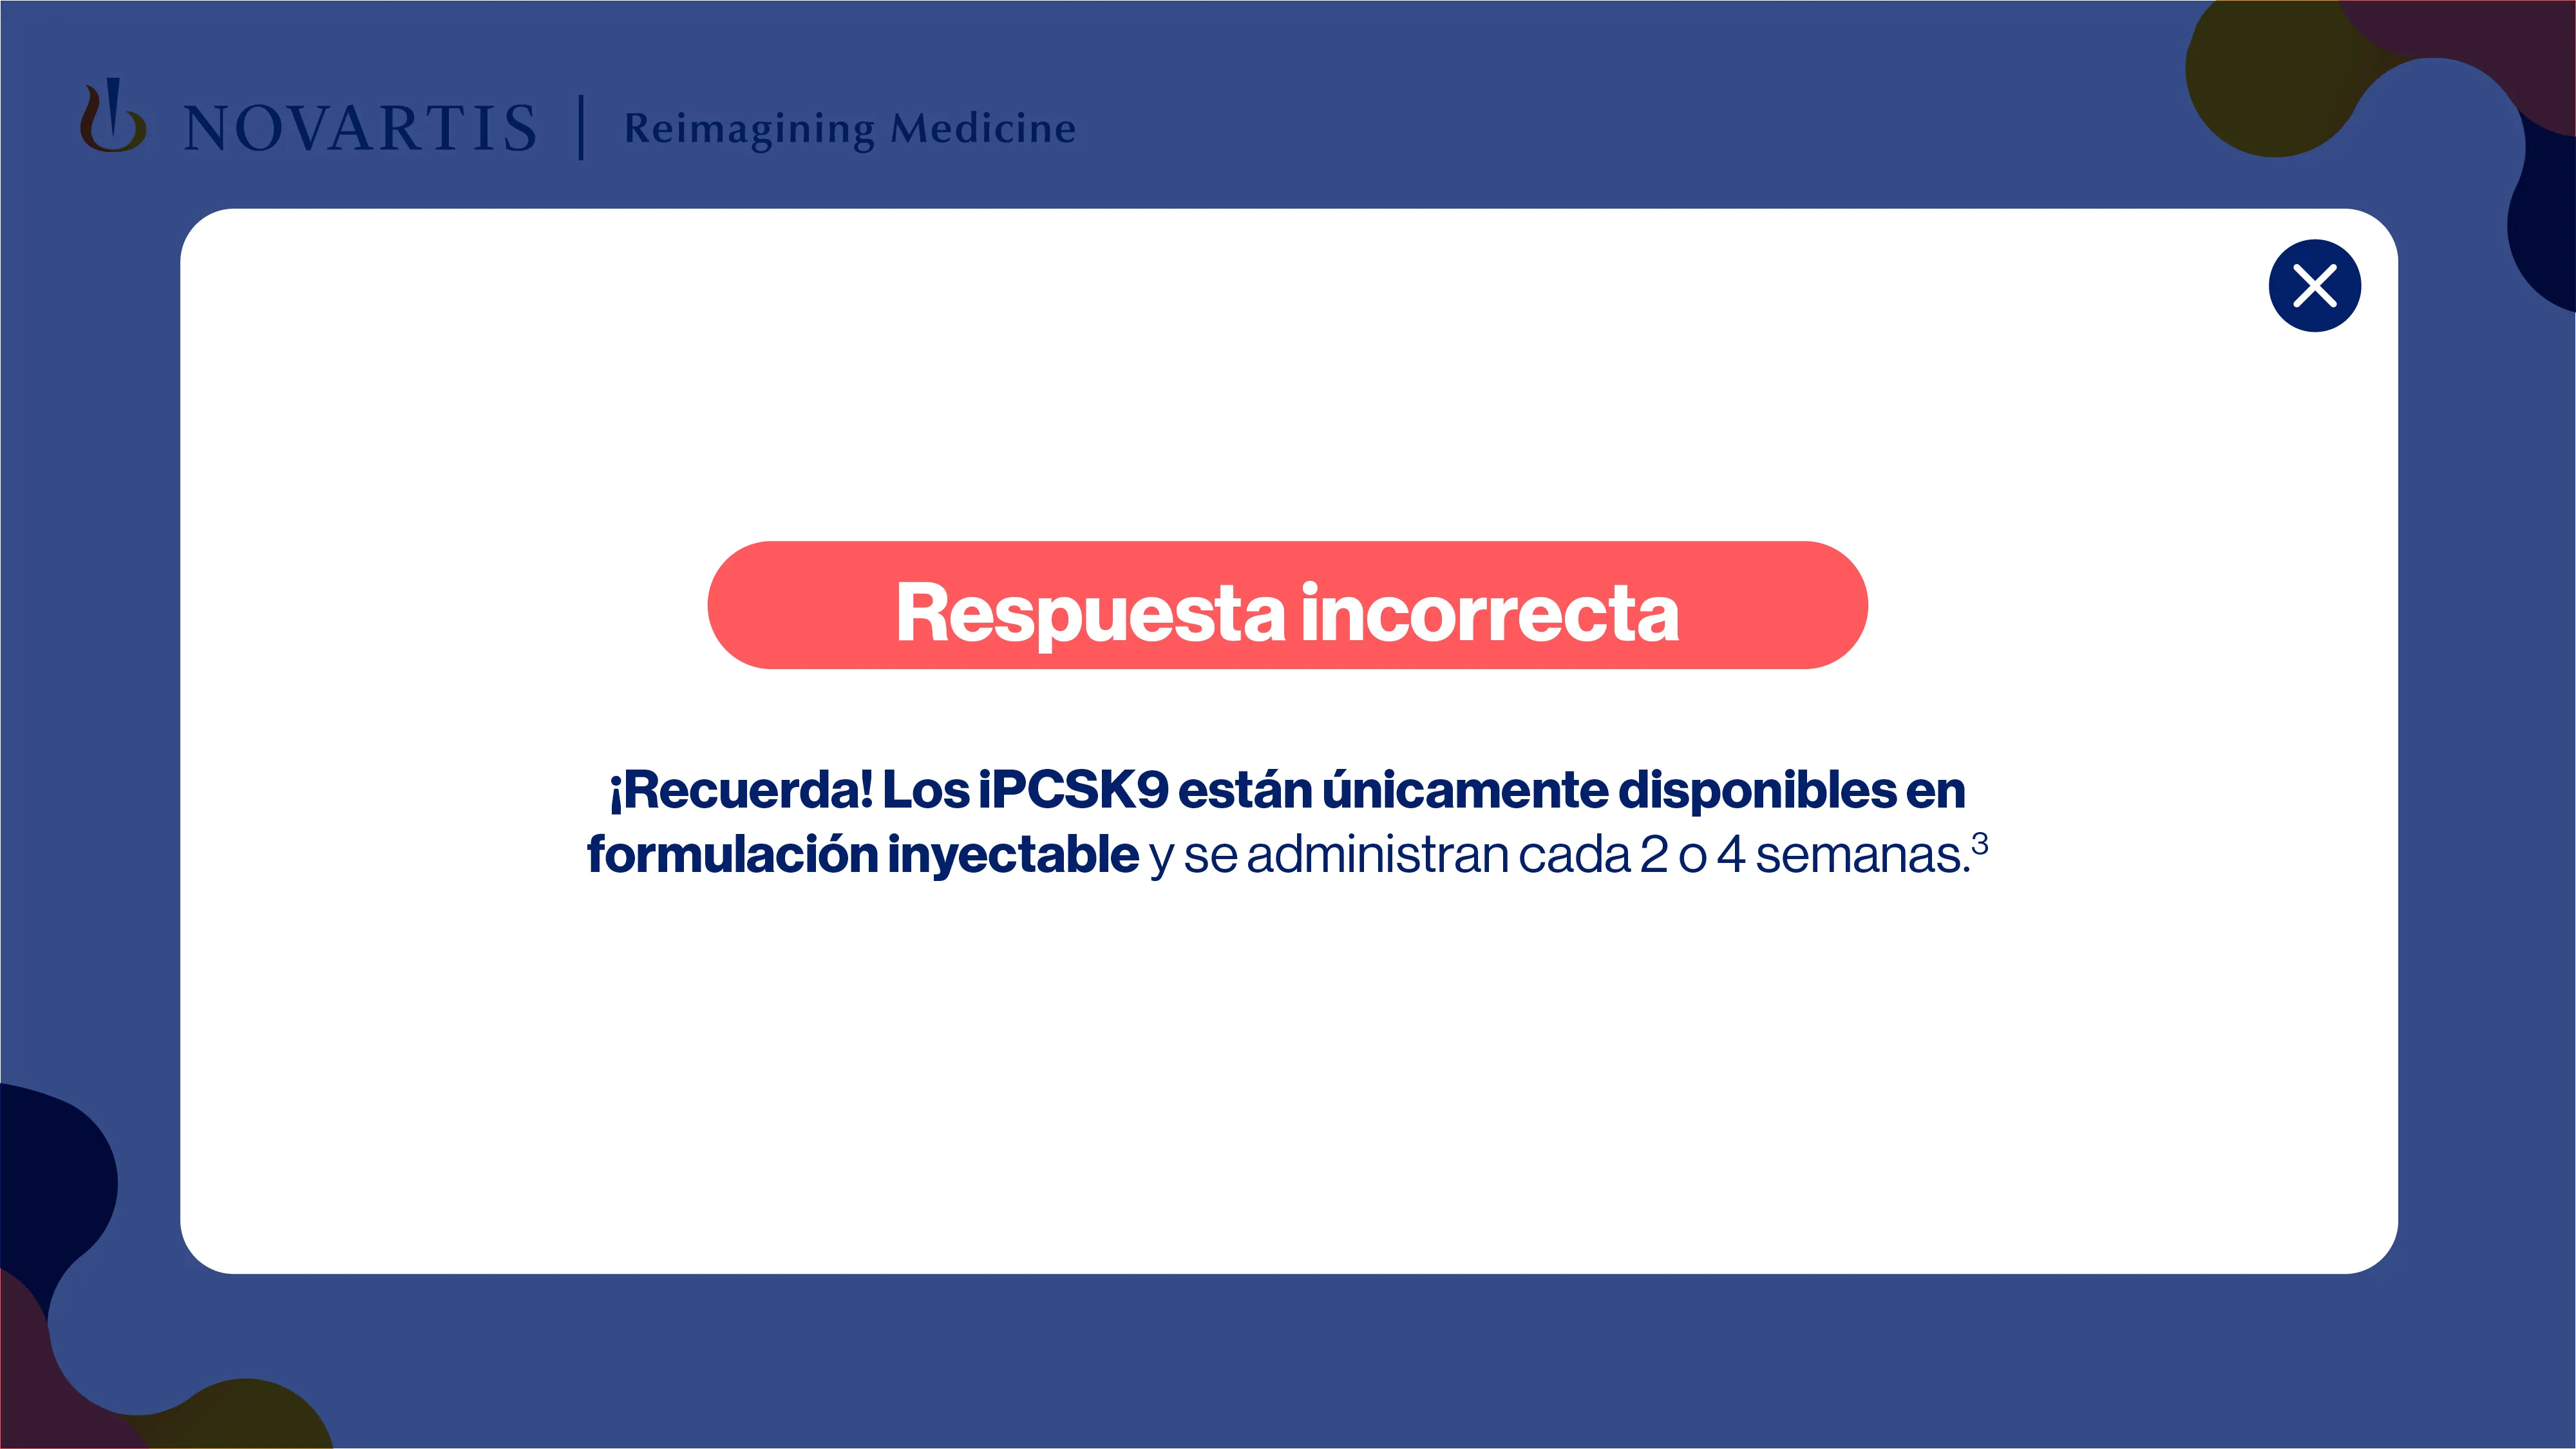 NOVARTIS | Reimagining Medicine
Respuesta incorrecta
¡Recuerda! Los iPCSK9 están únicamente disponibles en
formulación inyectable y se administran cada 2 o 4 semanas.³